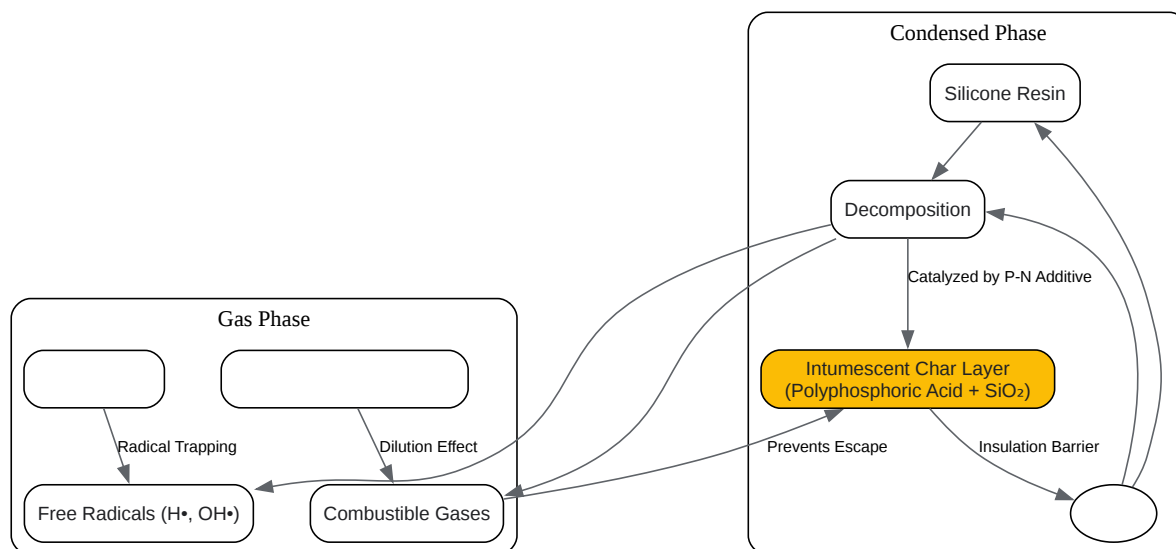 Condensed Phase
Silicone Resin
Decomposition
Catalyzed by P-N Additive
Gas Phase
Intumescent Char Layer
(Polyphosphoric Acid + SiO₂)
Radical Trapping
Dilution Effect
Prevents Escape
Insulation Barrier
Free Radicals (H•, OH•)
Combustible Gases